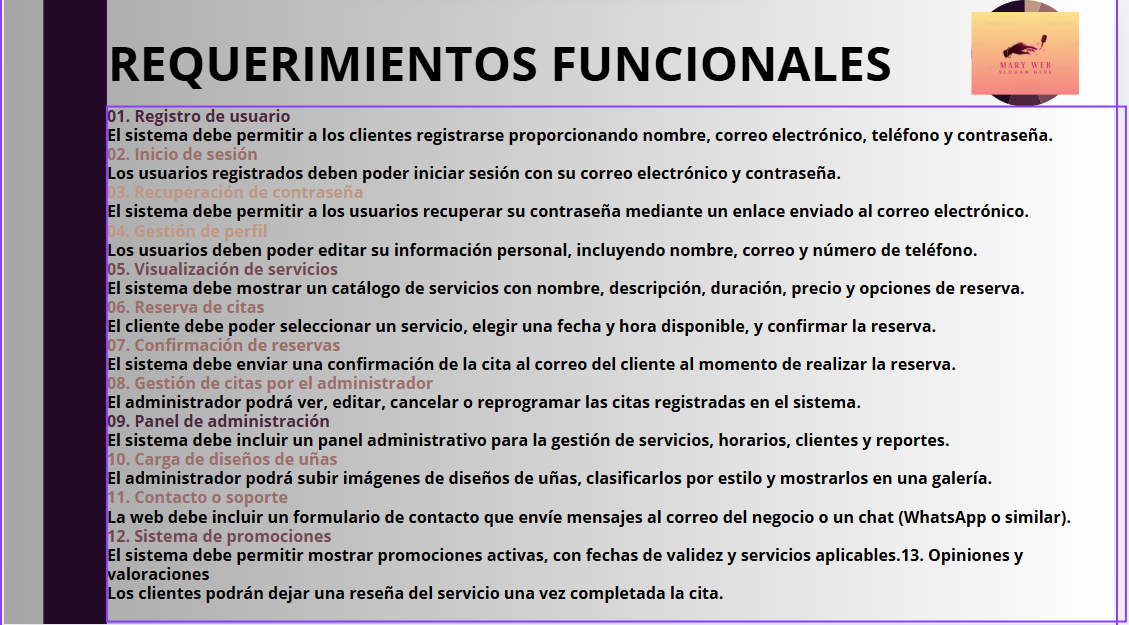 REQUERIMIENTOS FUNCIONALES
MARY WEB
SLOGAN HERE
01. Registro de usuario
El sistema debe permitir a los clientes registrarse proporcionando nombre, correo electrónico, teléfono y contraseña.
02. Inicio de sesión
Los usuarios registrados deben poder iniciar sesión con su correo electrónico y contraseña.
03. Recuperación de contraseña
El sistema debe permitir a los usuarios recuperar su contraseña mediante un enlace enviado al correo electrónico.
04. Gestión de perfil
Los usuarios deben poder editar su información personal, incluyendo nombre, correo y número de teléfono.
05. Visualización de servicios
El sistema debe mostrar un catálogo de servicios con nombre, descripción, duración, precio y opciones de reserva.
06. Reserva de citas
El cliente debe poder seleccionar un servicio, elegir una fecha y hora disponible, y confirmar la reserva.
07. Confirmación de reservas
El sistema debe enviar una confirmación de la cita al correo del cliente al momento de realizar la reserva.
08. Gestión de citas por el administrador
El administrador podrá ver, editar, cancelar o reprogramar las citas registradas en el sistema.
09. Panel de administración
El sistema debe incluir un panel administrativo para la gestión de servicios, horarios, clientes y reportes.
10. Carga de diseños de uñas
El administrador podrá subir imágenes de diseños de uñas, clasificarlos por estilo y mostrarlos en una galería.
11. Contacto o soporte
La web debe incluir un formulario de contacto que envíe mensajes al correo del negocio o un chat (WhatsApp o similar).
12. Sistema de promociones
El sistema debe permitir mostrar promociones activas, con fechas de validez y servicios aplicables.13. Opiniones y
valoraciones
Los clientes podrán dejar una reseña del servicio una vez completada la cita.